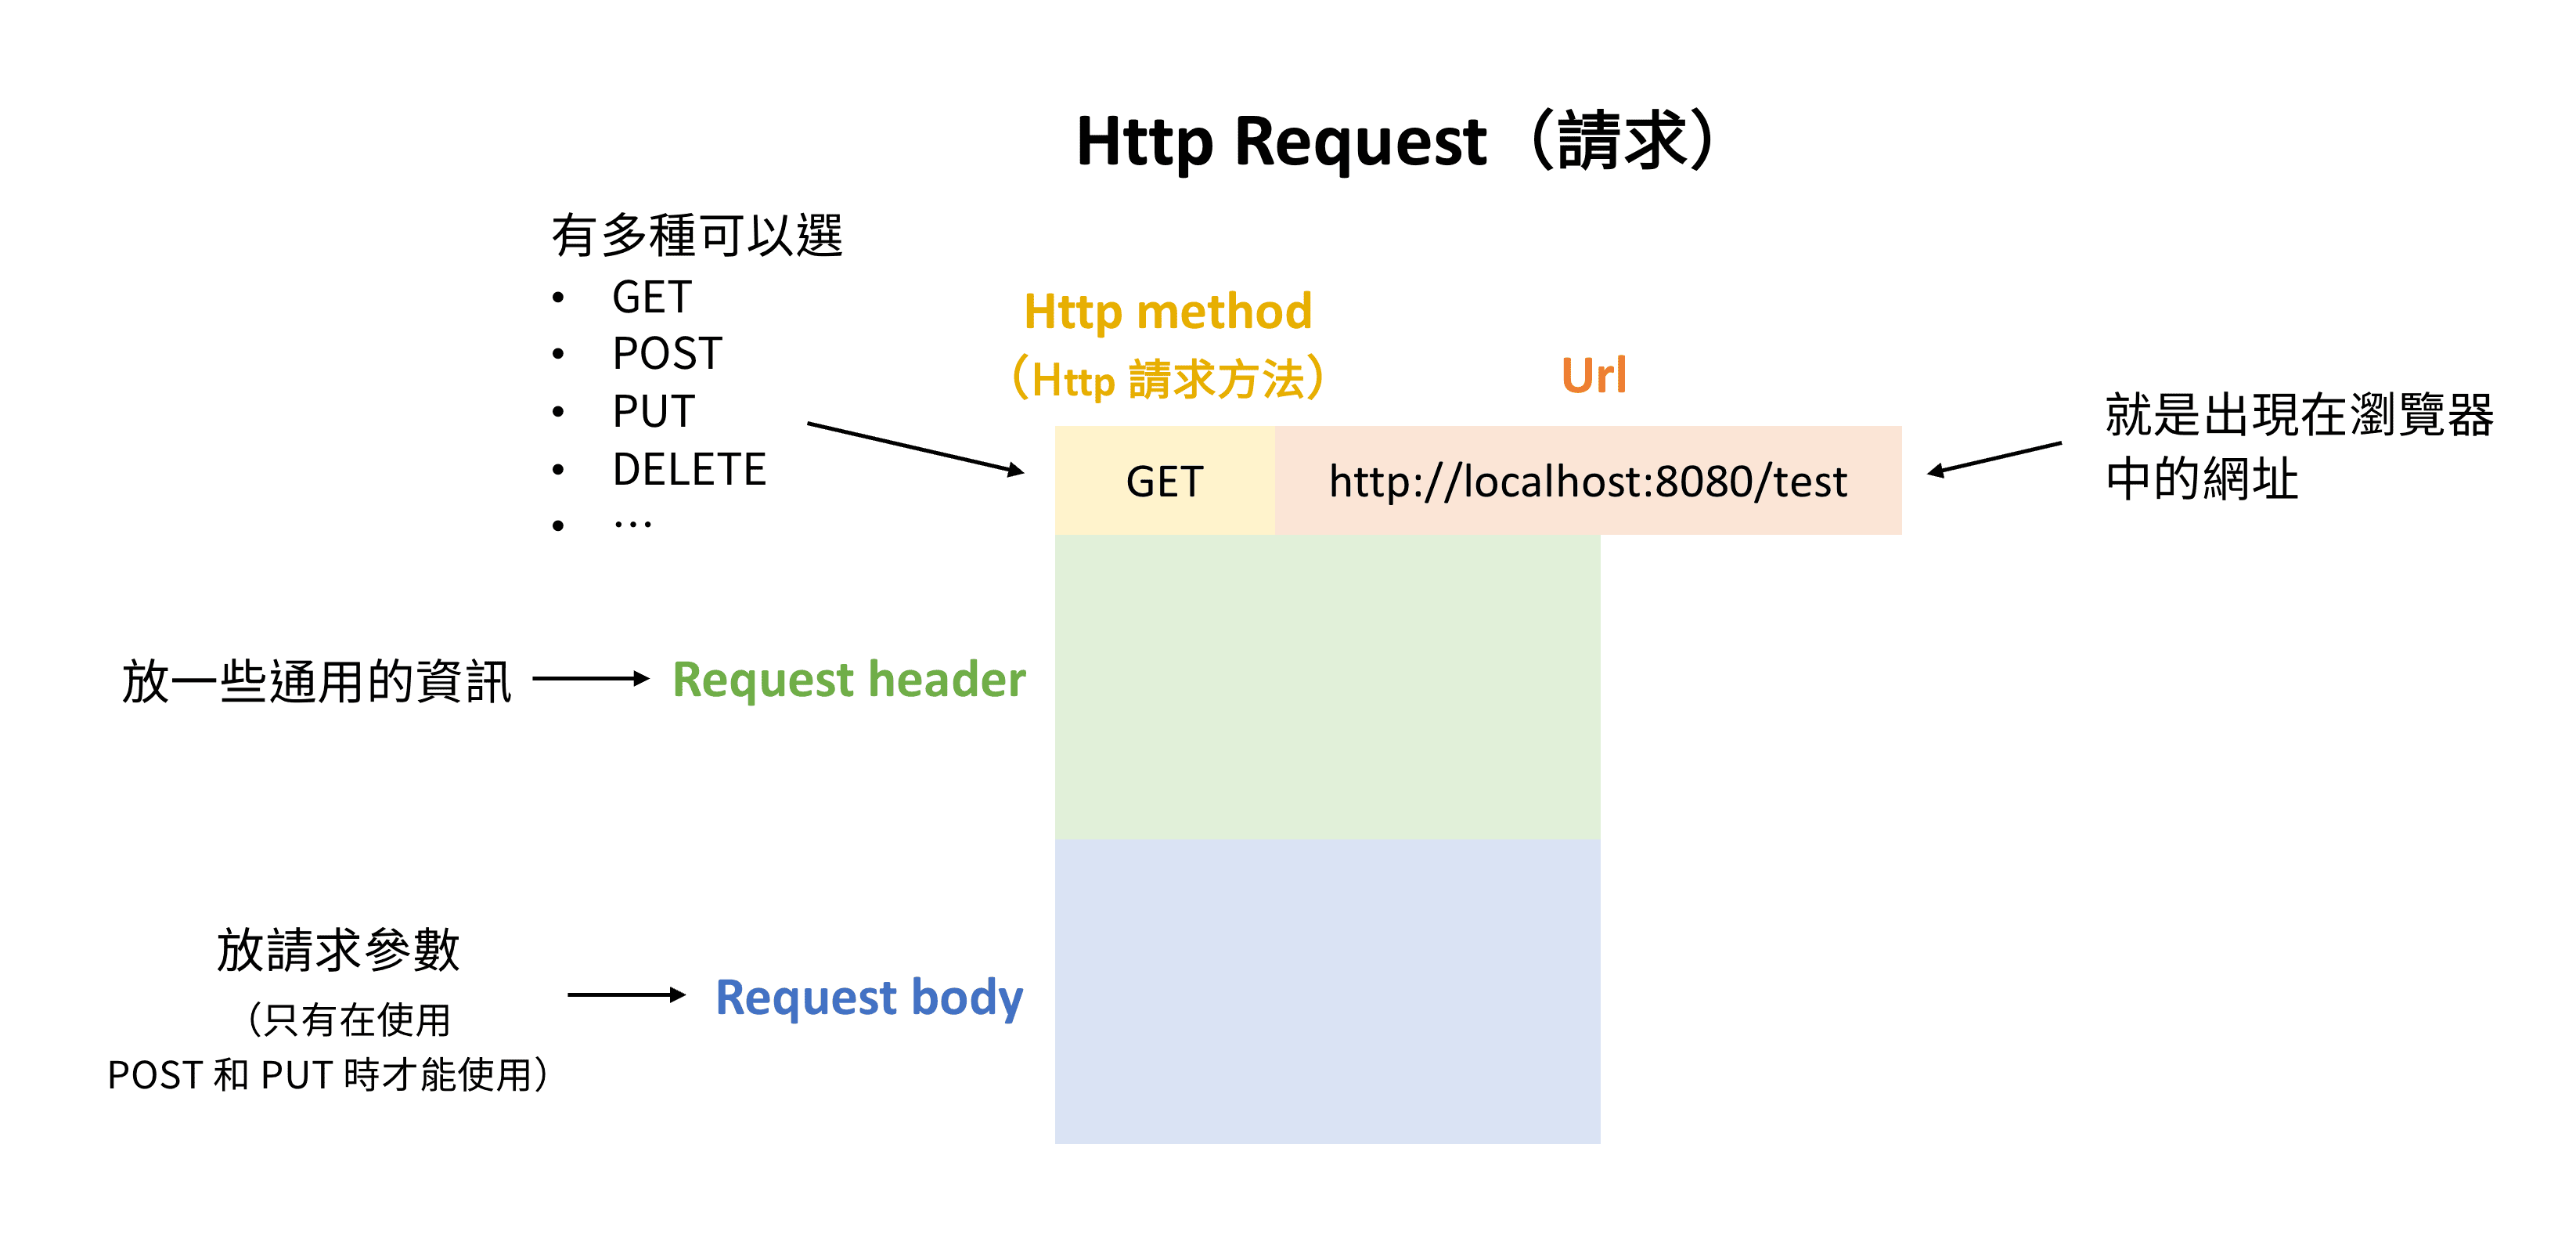 Http Request（請求）
有多種可以選
• GET
• POST
• PUT
• DELETE
• …
Http method
（Http 請求方法）
Url
GET
http://localhost:8080/test
就是出現在瀏覽器
中的網址
放一些通用的資訊
Request header
放請求參數
（只有在使用
POST 和 PUT 時才能使用）
Request body